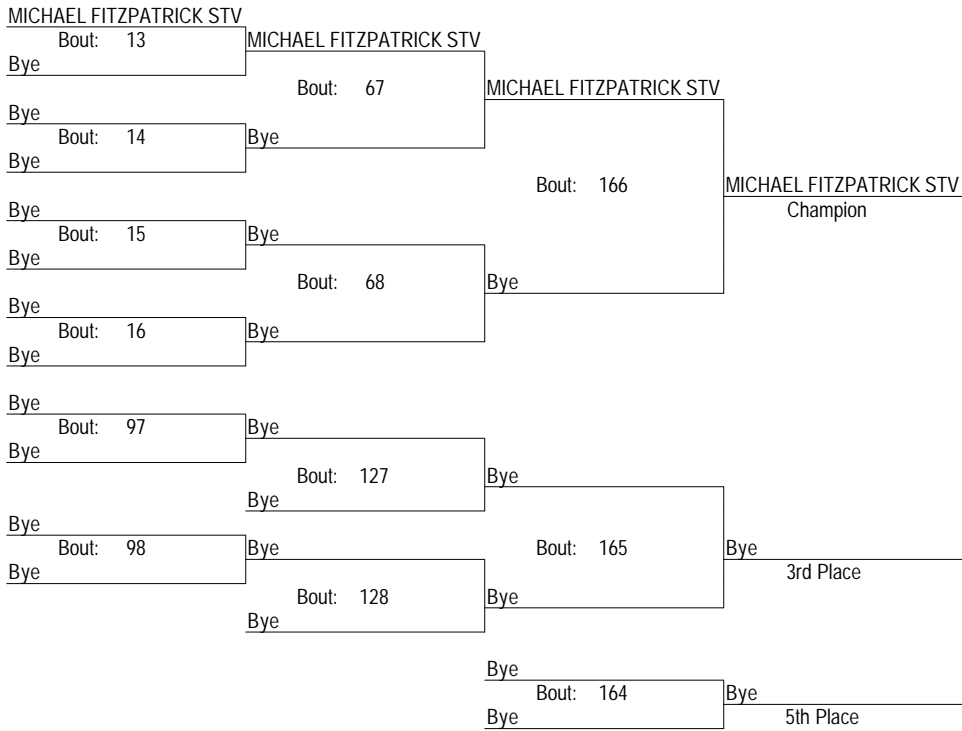 MICHAEL FITZPATRICK STV
Bout: 13
MICHAEL FITZPATRICK STV
Bye
Bout: 67
MICHAEL FITZPATRICK STV
Bye
Bout: 14
Bye
Bye
Bout: 166
MICHAEL FITZPATRICK STV
Champion
Bye
Bout: 15
Bye
Bye
Bout: 68
Bye
Bye
Bout: 16
Bye
Bye
Bye
Bout: 97
Bye
Bye
Bout: 127
Bye
Bye
Bye
Bout: 98
Bye
Bout: 165
Bye
Bye
3rd Place
Bout: 128
Bye
Bye
Bye
Bout: 164
Bye
Bye
5th Place